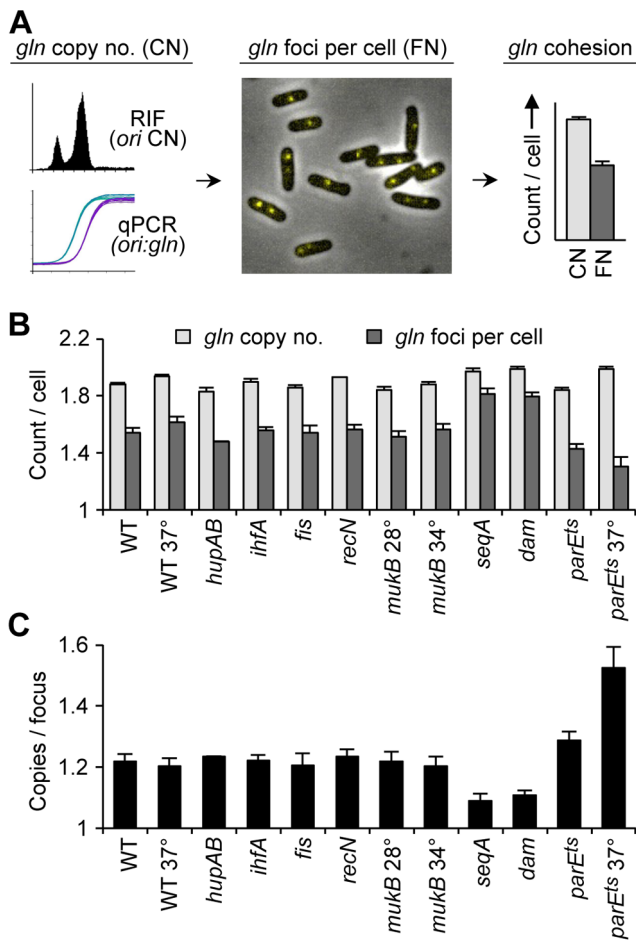 A
gln copy no. (CN)
gln foci per cell (FN)
gln cohesion
RIF
(ori CN)
qPCR
(ori:gln)
Count / cell
CN
FN
B
gln copy no.
gln foci per cell
Count / cell
2.2
1.8
1.4
1
WT
WT 37°
hupAB
ihfA
fis
recN
mukB 28°
mukB 34°
seqA
dam
parEts
parEts 37°
C
Copies / focus
1.6
1.4
1.2
1
WT
WT 37°
hupAB
ihfA
fis
recN
mukB 28°
mukB 34°
seqA
dam
parEts
parEts 37°